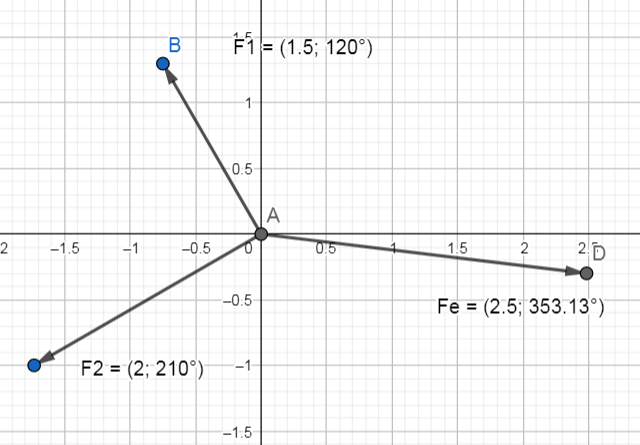 B
1.5
F1 = (1.5; 120°)
1
0.5
A
2 −1.5 −1 −0.5 0 0.5 1 1.5 2 2.5
D
−0.5
Fe = (2.5; 353.13°)
F2 = (2; 210°)
−1
−1.5